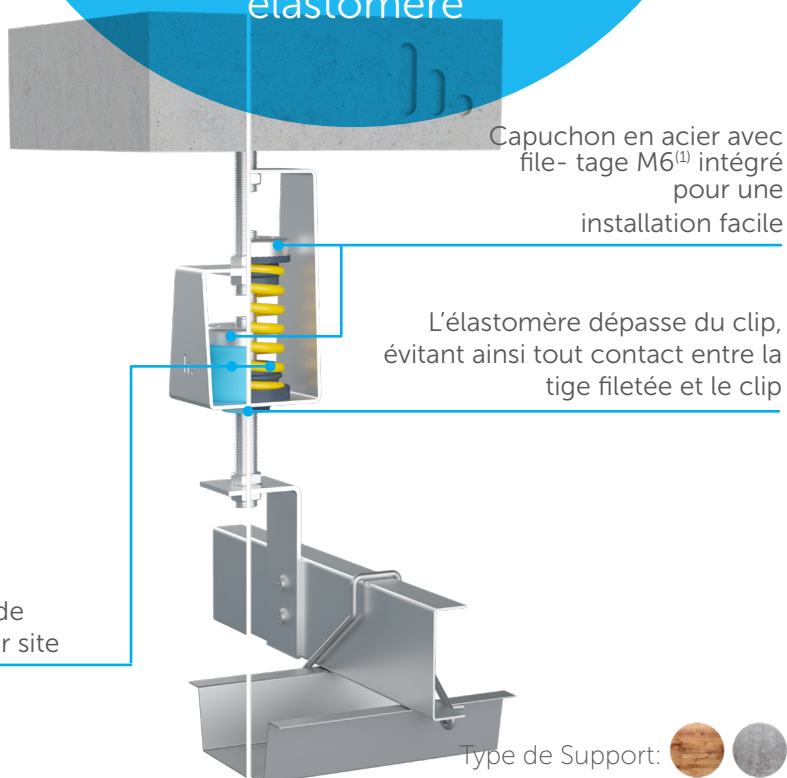 élastomère
Capuchon en acier avec
file- tage M6(1) intégré
pour une
installation facile
L'élastomère dépasse du clip,
évitant ainsi tout contact entre la
tige filetée et le clip
de
r site
Type de Support:
h.